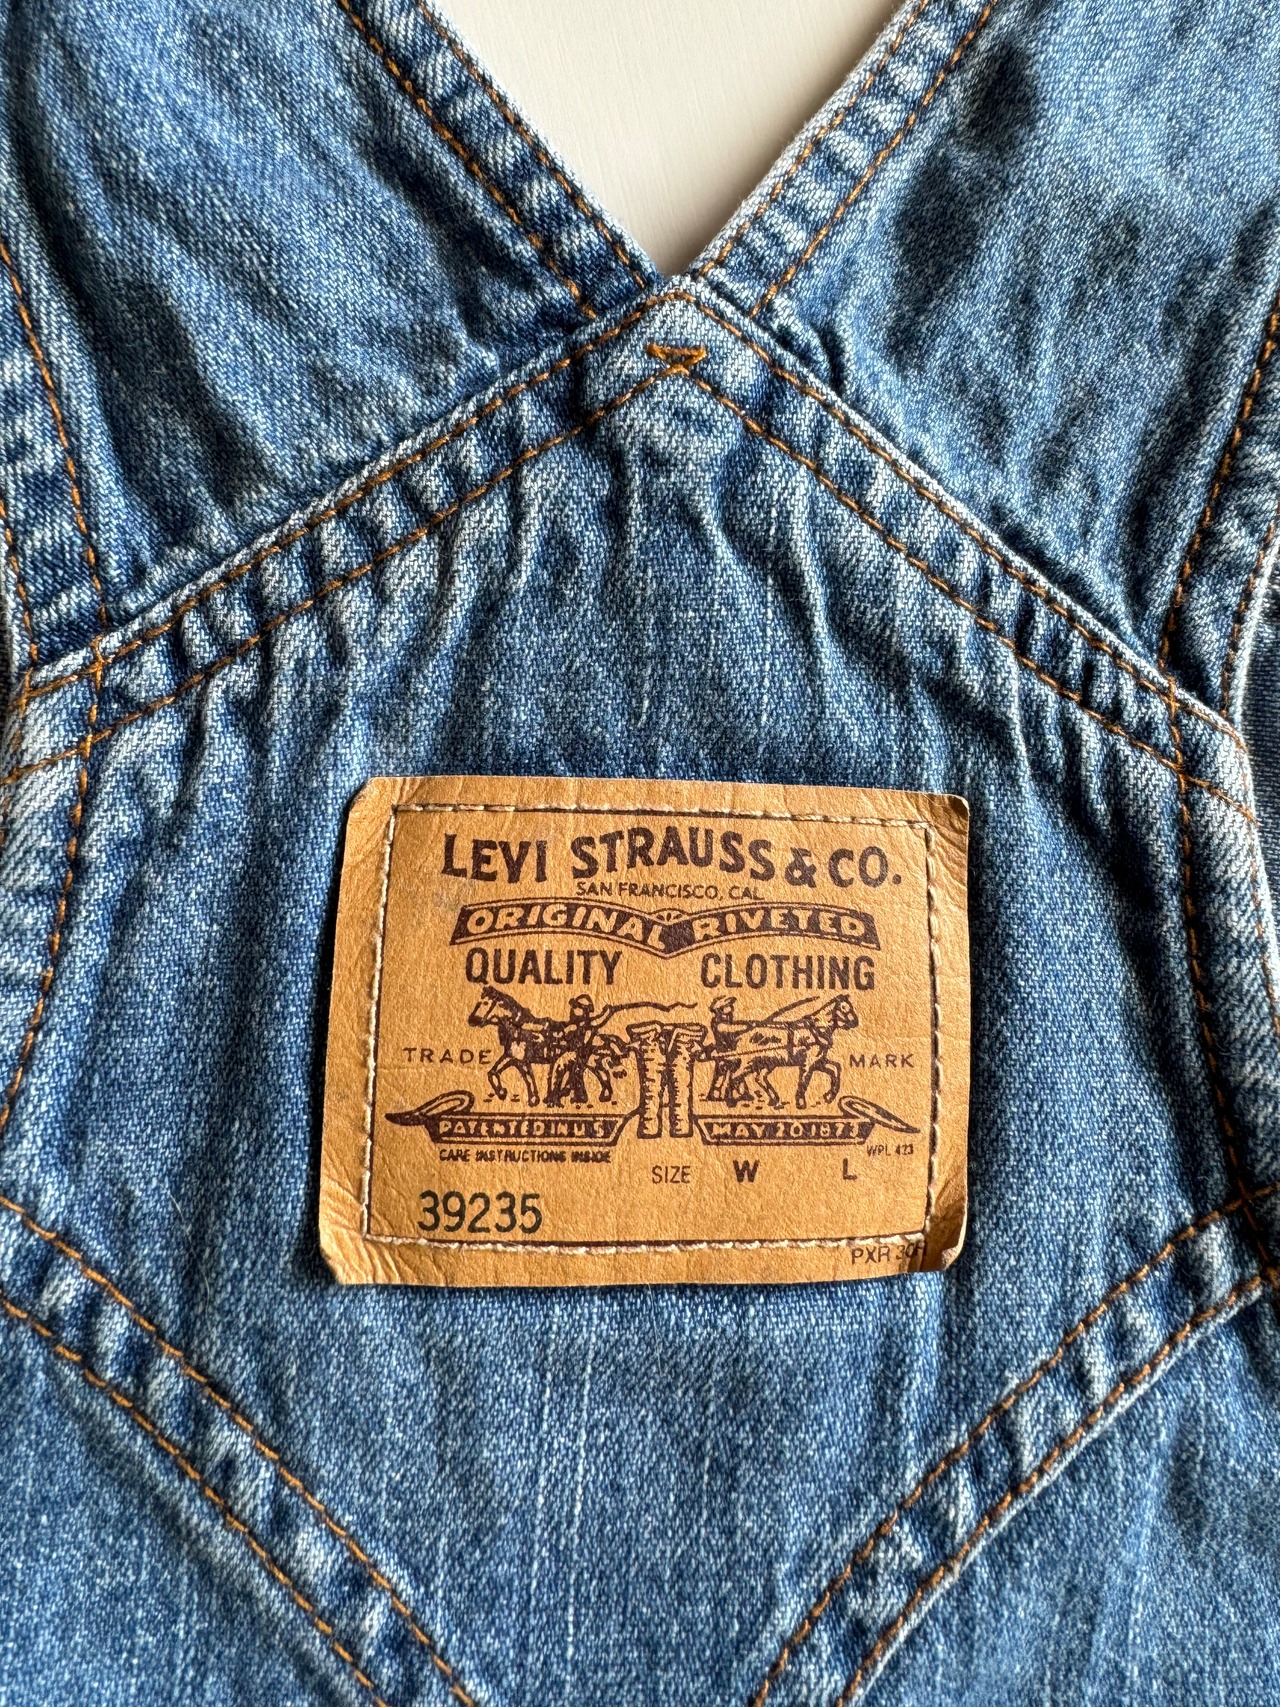 LEVI STRAUSS & CO.
SAN FRANCISCO, CAL
ORIGINAL RIVETED
QUALITY CLOTHING
TRADE MARK
PATENTED IN U S MAY 20 1873
CARE INSTRUCTIONS INSIDE
WPL 423
SIZE W L
39235
PXR